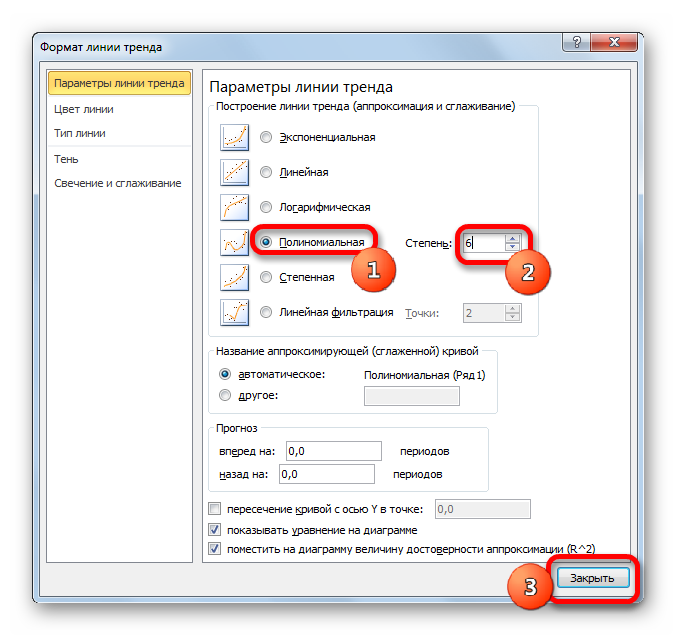 Формат линии тренда
?
Параметры линии тренда
Цвет линии
Тип линии
Тень
Свечение и сглаживание
Параметры линии тренда
Построение линии тренда (аппроксимация и сглаживание)
Экспоненциальная
Линейная
Логарифмическая
Полиномиальная Степень: 6
1 2
Степенная
Линейная фильтрация Точки: 2
Название аппроксимирующей (сглаженной) кривой
автоматическое: Полиномиальная (Ряд1)
другое:
Прогноз
вперед на: 0,0 периодов
назад на: 0,0 периодов
пересечение кривой с осью Y в точке: 0,0
показывать уравнение на диаграмме
поместить на диаграмму величину достоверности аппроксимации (R^2)
3 Закрыть